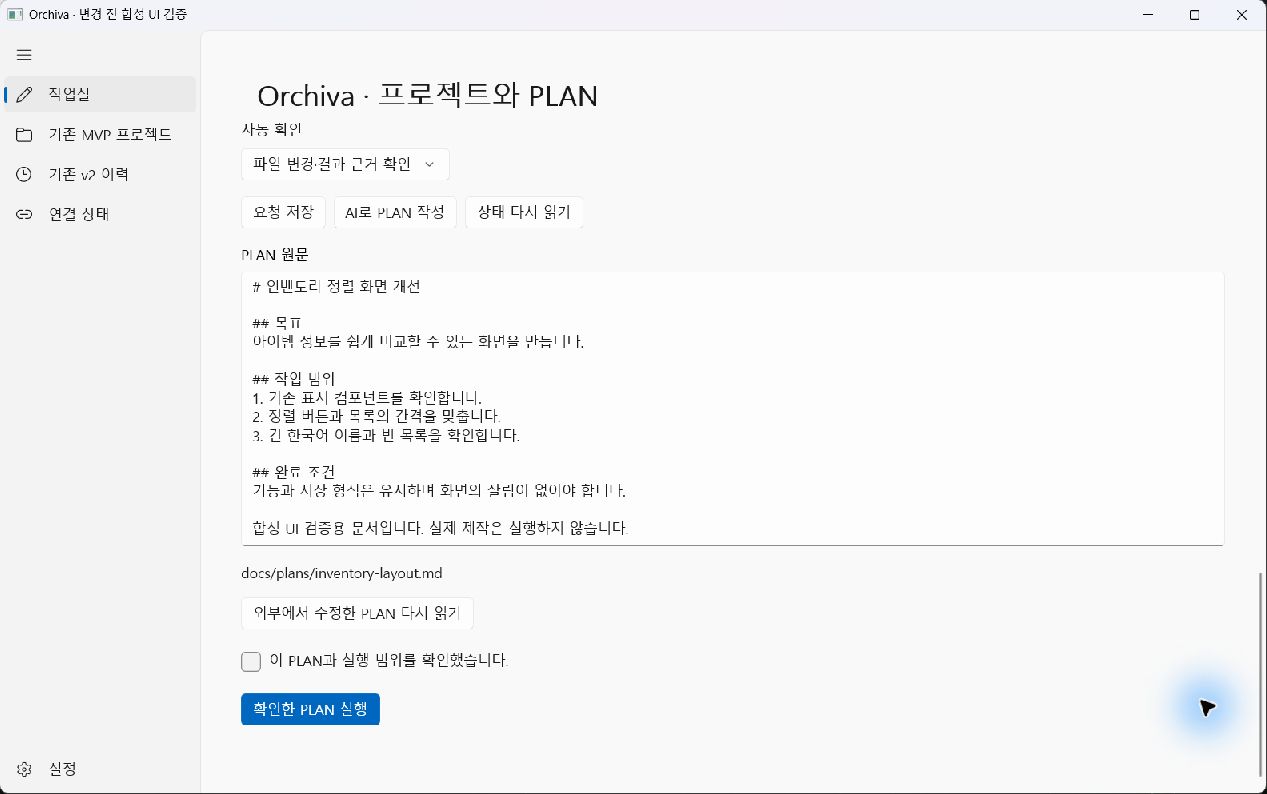 Orchiva · 변경 전 합성 UI 검증
작업실
기존 MVP 프로젝트
기존 v2 이력
연결 상태
설정
Orchiva · 프로젝트와 PLAN
자동 확인
파일 변경·결과 근거 확인
요청 저장
AI로 PLAN 작성
상태 다시 읽기
PLAN 원문
# 인벤토리 정렬 화면 개선
## 목표
아이템 정보를 쉽게 비교할 수 있는 화면을 만듭니다.
## 작업 범위
1. 기존 표시 컴포넌트를 확인합니다.
2. 정렬 버튼과 목록의 간격을 맞춥니다.
3. 긴 한국어 이름과 빈 목록을 확인합니다.
## 완료 조건
기능과 저장 형식은 유지하며 화면의 잘림이 없어야 합니다.
합성 UI 검증용 문서입니다. 실제 제작은 실행하지 않습니다.
docs/plans/inventory-layout.md
외부에서 수정한 PLAN 다시 읽기
이 PLAN과 실행 범위를 확인했습니다.
확인한 PLAN 실행